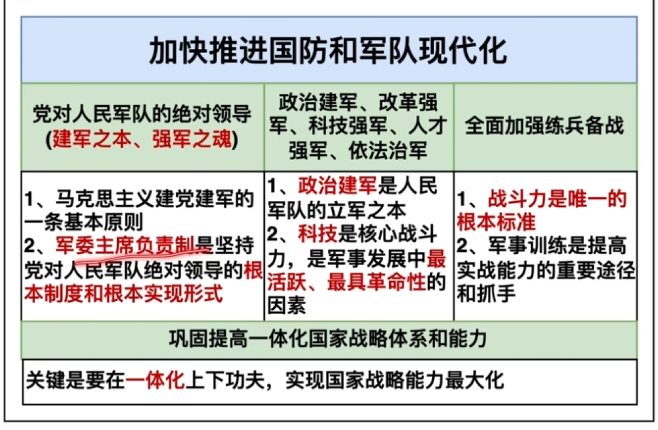 加快推进国防和军队现代化
党对人民军队的绝对领导
(建军之本、强军之魂)
政治建军、改革强
军、科技强军、人才
强军、依法治军
全面加强练兵备战
1、马克思主义建党建军的
一条基本原则
2、军委主席负责制是坚持
党对人民军队绝对领导的根
本制度和根本实现形式
1、政治建军是人民
军队的立军之本
2、科技是核心战斗
力，是军事发展中最
活跃、最具革命性的
因素
1、战斗力是唯一的
根本标准
2、军事训练是提高
实战能力的重要途径
和抓手
巩固提高一体化国家战略体系和能力
关键是要在一体化上下功夫，实现国家战略能力最大化